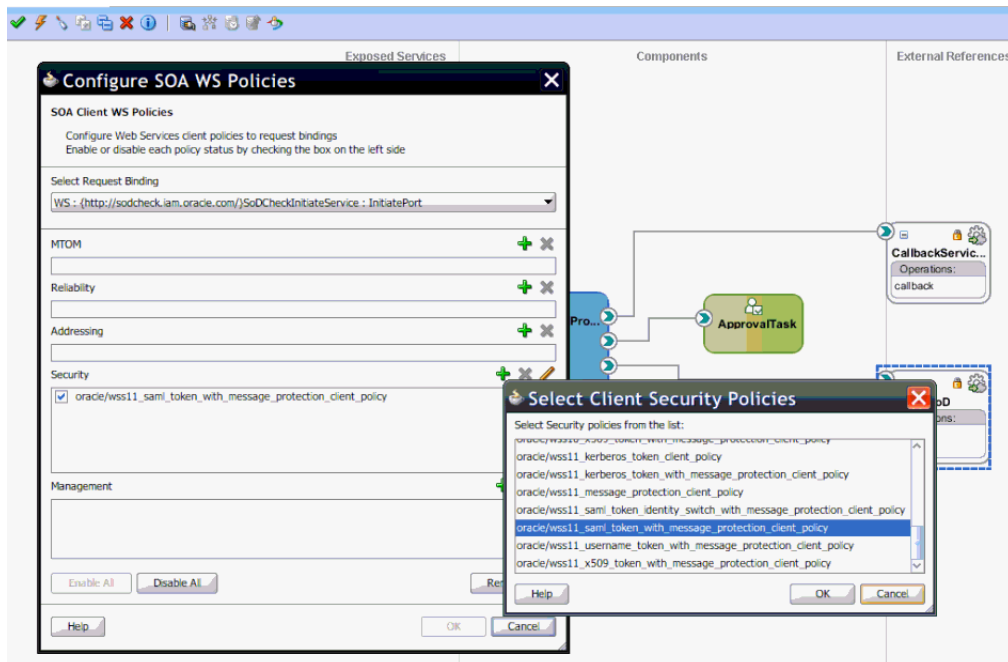 Exposed Services
Components
External References
Configure SOA WS Policies
SOA Client WS Policies
Configure Web Services client policies to request bindings
Enable or disable each policy status by checking the box on the left side
Select Request Binding
WS : {http://sodcheck.iam.oracle.com/}SoDCheckInitiateService : InitiatePort
MTOM
Reliability
Addressing
Security
oracle/wss11_saml_token_with_message_protection_client_policy
Management
Enable All
Disable All
Help
OK
Cancel
Pro...
ApprovalTask
CallbackServic...
Operations:
callback
Select Client Security Policies
Select Security policies from the list:
oracle/wss10_x509_token_with_message_protection_client_policy
oracle/wss11_kerberos_token_client_policy
oracle/wss11_kerberos_token_with_message_protection_client_policy
oracle/wss11_message_protection_client_policy
oracle/wss11_saml_token_identity_switch_with_message_protection_client_policy
oracle/wss11_saml_token_with_message_protection_client_policy
oracle/wss11_username_token_with_message_protection_client_policy
oracle/wss11_x509_token_with_message_protection_client_policy
Help
OK
Cancel